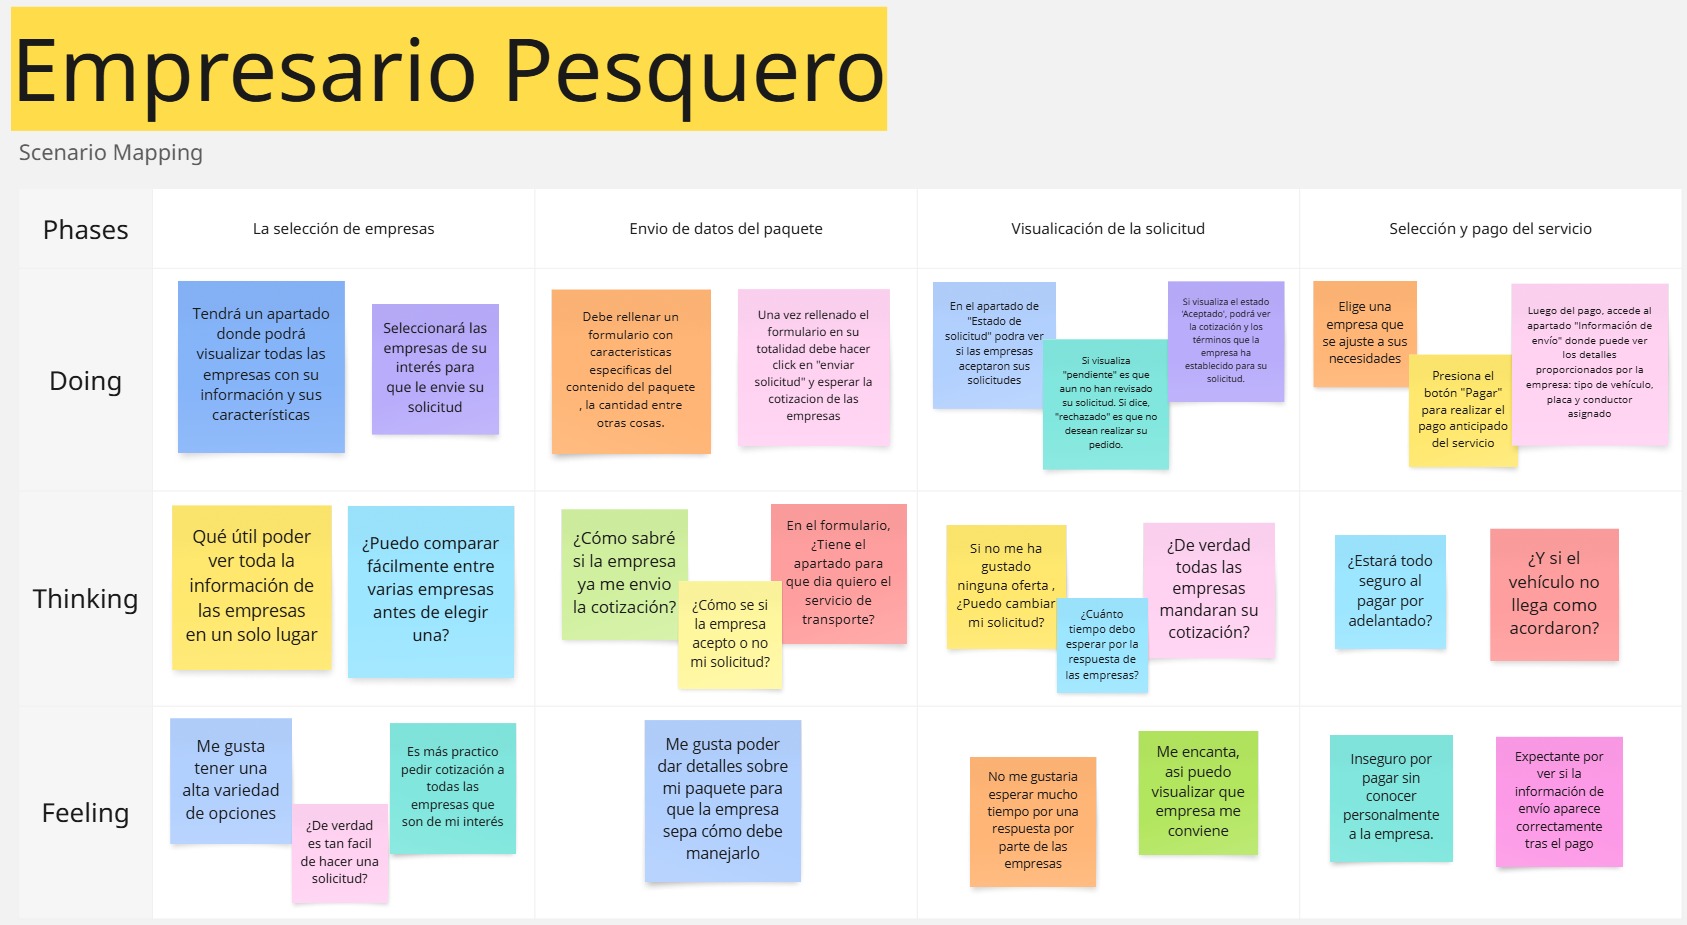 Empresario Pesquero
Scenario Mapping
Phases
La selección de empresas
Envio de datos del paquete
Visualicación de la solicitud
Selección y pago del servicio
Doing
Tendrá un apartado
donde podrá
visualizar todas las
empresas con su
información y sus
características
Seleccionará las
empresas de su
interés para
que le envie su
solicitud
Debe rellenar un
formulario con
caracteristicas
especificas del
contenido del paquete
, la cantidad entre
otras cosas.
Una vez rellenado el
formulario en su
totalidad debe hacer
click en "enviar
solicitud" y esperar la
cotizacion de las
empresas
En el apartado de
"Estado de
solicitud" podra ver
si las empresas
aceptaron sus
solicitudes
Si visualiza
"pendiente" es que
aun no han revisado
su solicitud. Si dice,
"rechazado" es que no
desean realizar su
pedido.
Si visualiza el estado
'Aceptado', podrá ver
la cotización y los
términos que la
empresa ha
establecido para su
solicitud.
Elige una
empresa que
se ajuste a sus
necesidades
Presiona el
botón "Pagar"
para realizar el
pago anticipado
del servicio
Luego del pago, accede al
apartado "Información de
envío" donde puede ver
los detalles
proporcionados por la
empresa: tipo de vehículo,
placa y conductor
asignado
Thinking
Qué útil poder
ver toda la
información de
las empresas
en un solo lugar
¿Puedo comparar
fácilmente entre
varias empresas
antes de elegir
una?
¿Cómo sabré
si la empresa
ya me envio
la cotización?
¿Cómo se si
la empresa
acepto o no
mi solicitud?
En el formulario,
¿Tiene el
apartado para
que dia quiero el
servicio de
transporte?
Si no me ha
gustado
ninguna oferta ,
¿Puedo cambiar
mi solicitud?
¿Cuánto
tiempo debo
esperar por la
respuesta de
las empresas?
¿De verdad
todas las
empresas
mandaran su
cotización?
¿Estará todo
seguro al
pagar por
adelantado?
¿Y si el
vehículo no
llega como
acordaron?
Feeling
Me gusta
tener una
alta variedad
de opciones
¿De verdad
es tan facil
de hacer una
solicitud?
Es más practico
pedir cotización a
todas las
empresas que
son de mi interés
Me gusta poder
dar detalles sobre
mi paquete para
que la empresa
sepa cómo debe
manejarlo
No me gustaria
esperar mucho
tiempo por una
respuesta por
parte de las
empresas
Me encanta,
asi puedo
visualizar que
empresa me
conviene
Inseguro por
pagar sin
conocer
personalmente
a la empresa.
Expectante por
ver si la
información de
envío aparece
correctamente
tras el pago